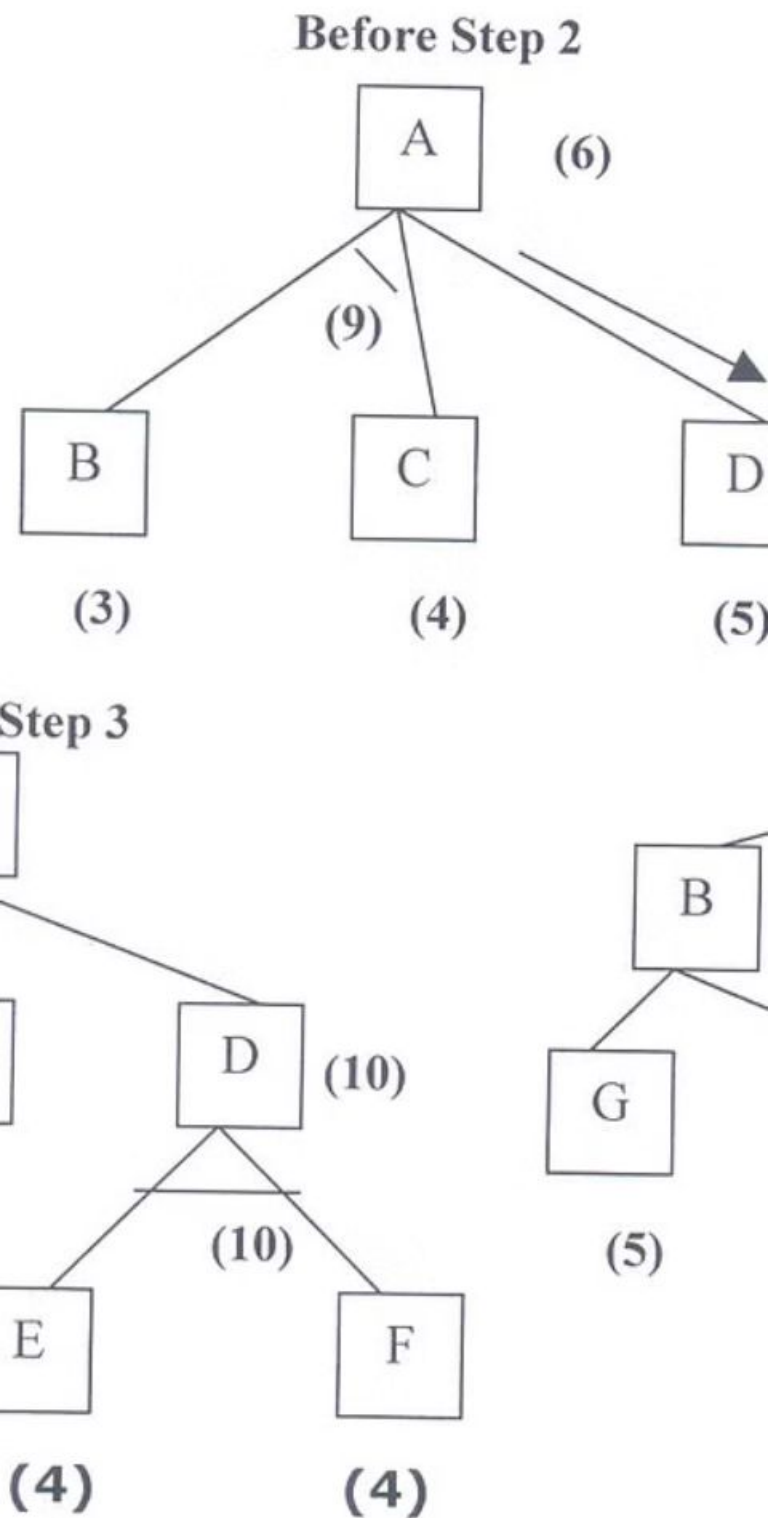 Before Step 2
A
(6)
(9)
B
C
D
(3)
(4)
(5)
Step 3
B
D
(10)
G
(10)
(5)
E
F
(4)
(4)